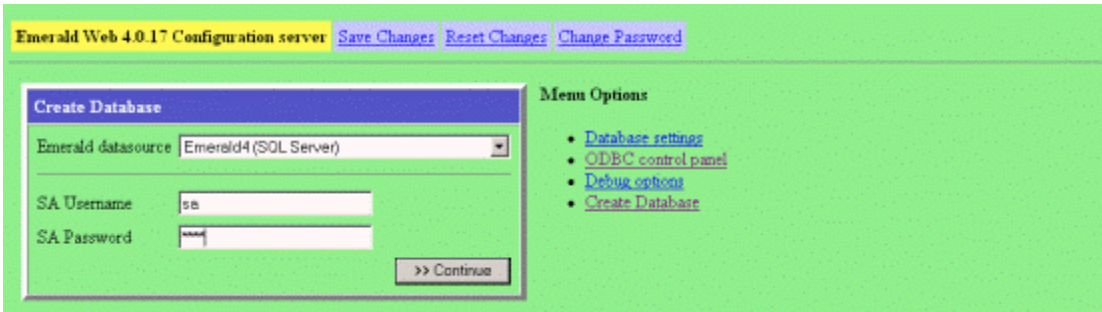 Emerald Web 4.0.17 Configuration server Save Changes Reset Changes Change Password
Create Database
Emerald datasource Emerald4 (SQL Server)
SA Username sa
SA Password ****
>> Continue
Menu Options
Database settings
ODBC control panel
Debug options
Create Database